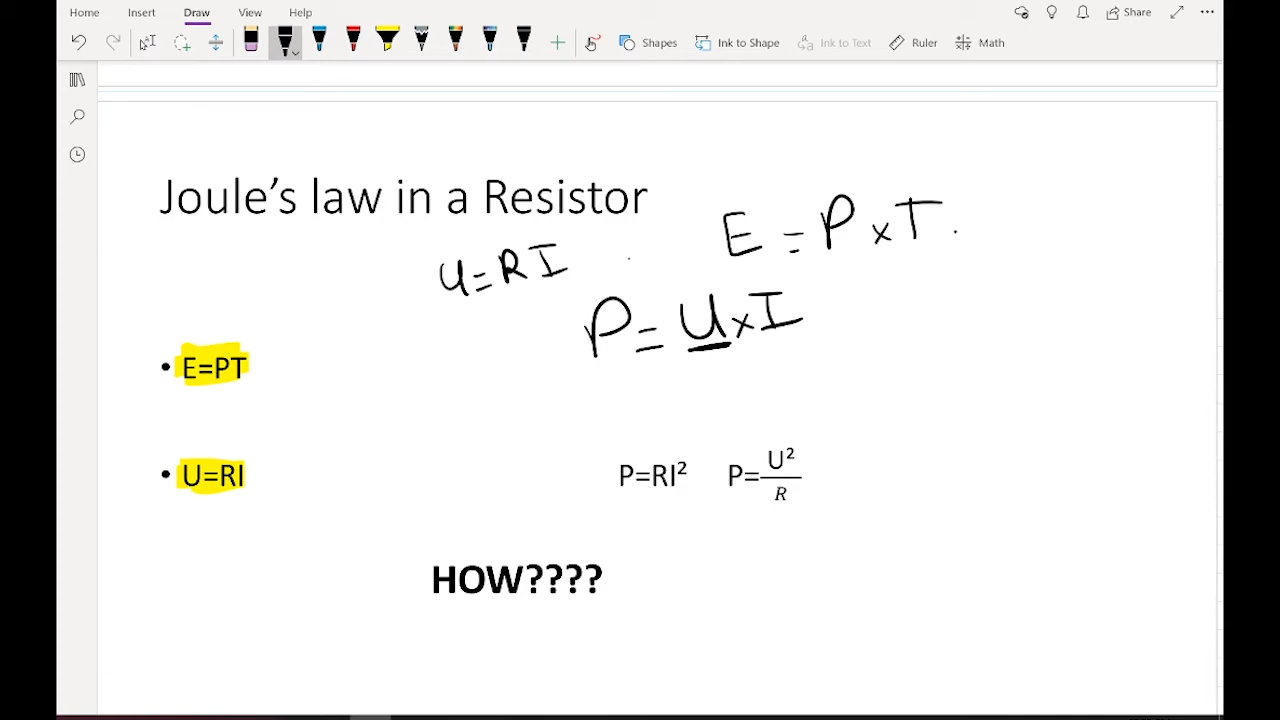 Home Insert Draw View Help Share
Shapes Ink to Shape Ink to Text Ruler Math
Joule’s law in a Resistor
E = P x T
U = R I
P = U x I
• E=PT
• U=RI
P=RI² P=U²/R
HOW????